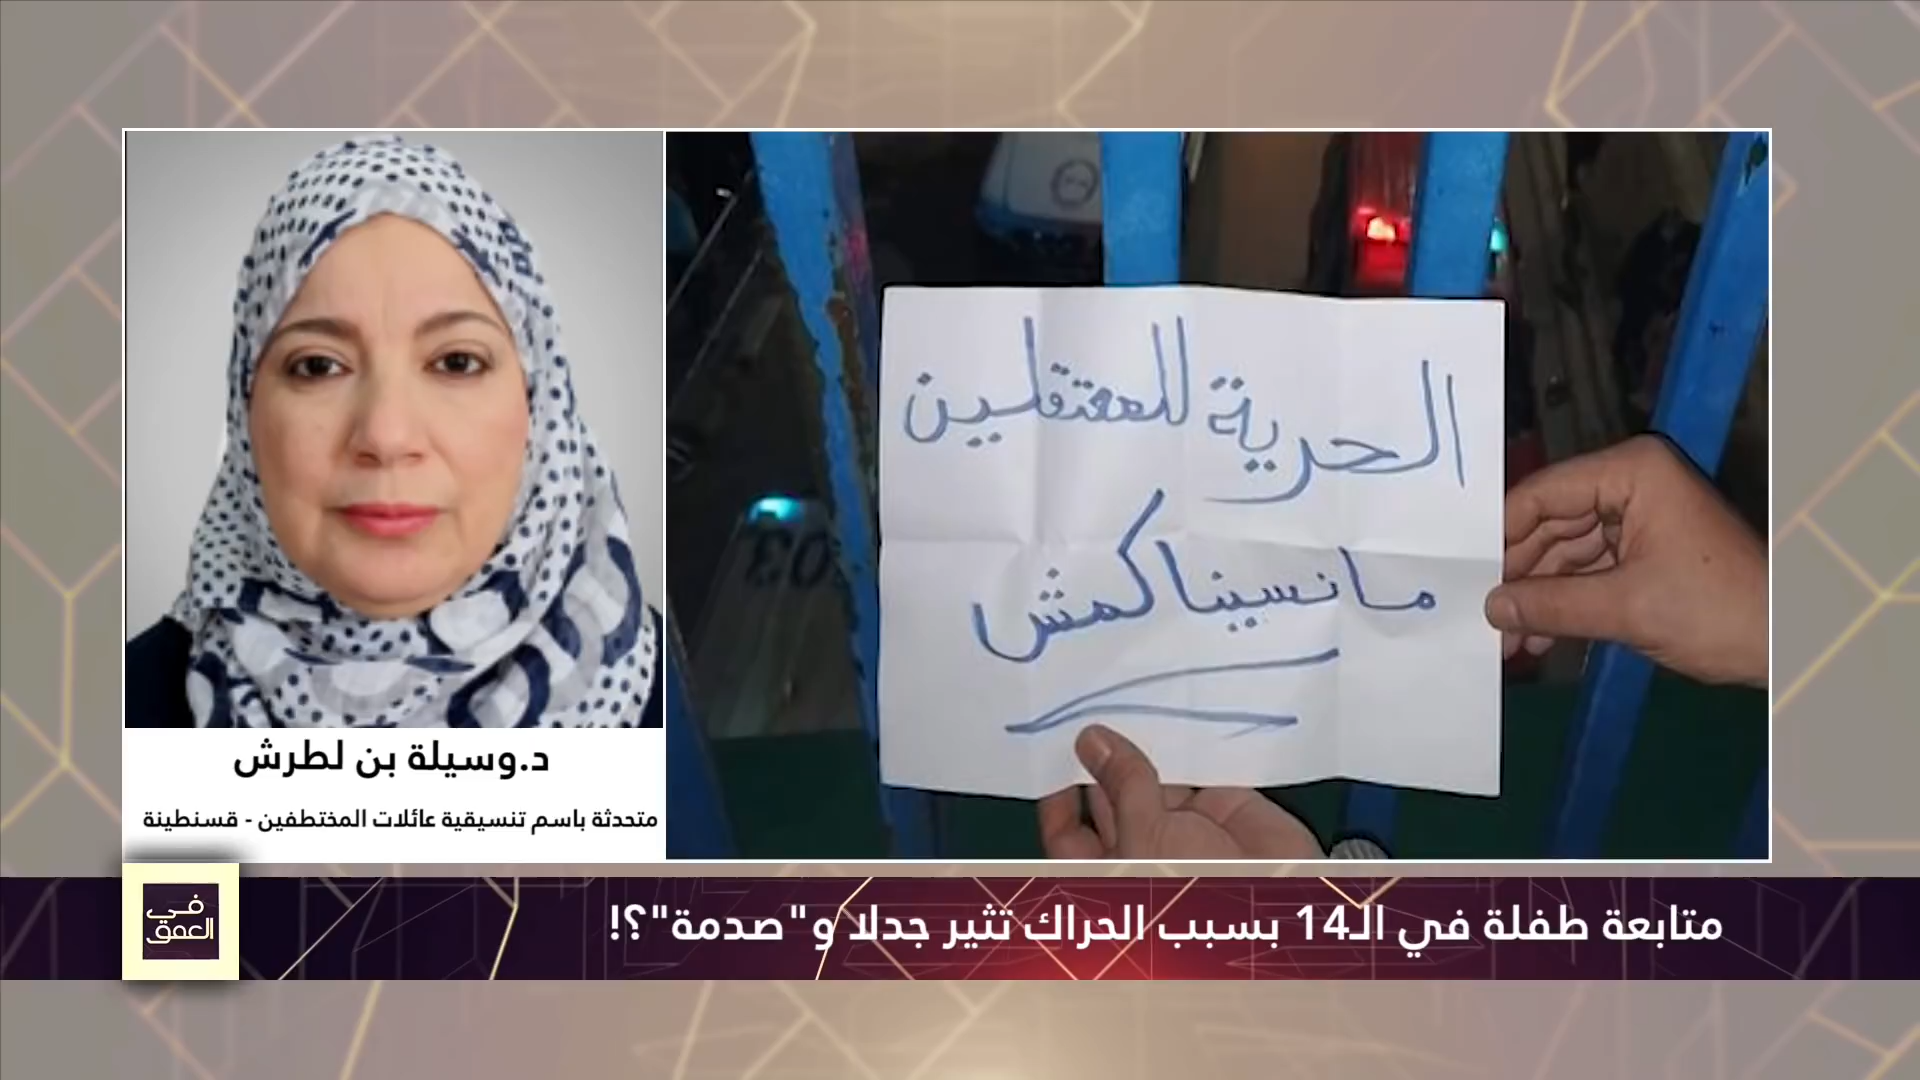 الحرية للمعتقلين
مانسيناكمش
03
د.وسيلة بن لطرش
متحدثة باسم تنسيقية عائلات المختطفين - قسنطينة
في العمق
متابعة طفلة في الـ14 بسبب الحراك تثير جدلا و"صدمة"؟!